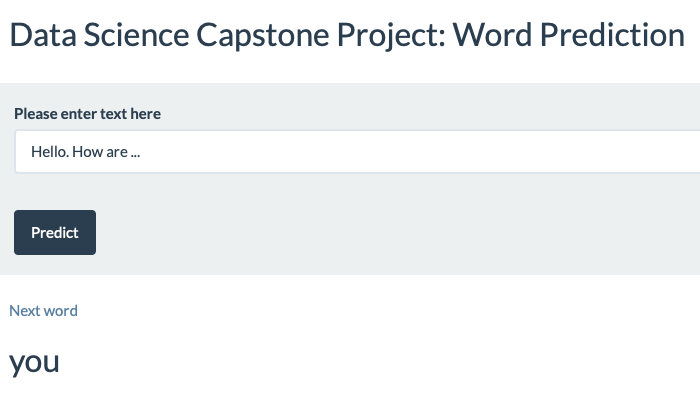 Data Science Capstone Project: Word Prediction
Please enter text here
Hello. How are ...
Predict
Next word
you